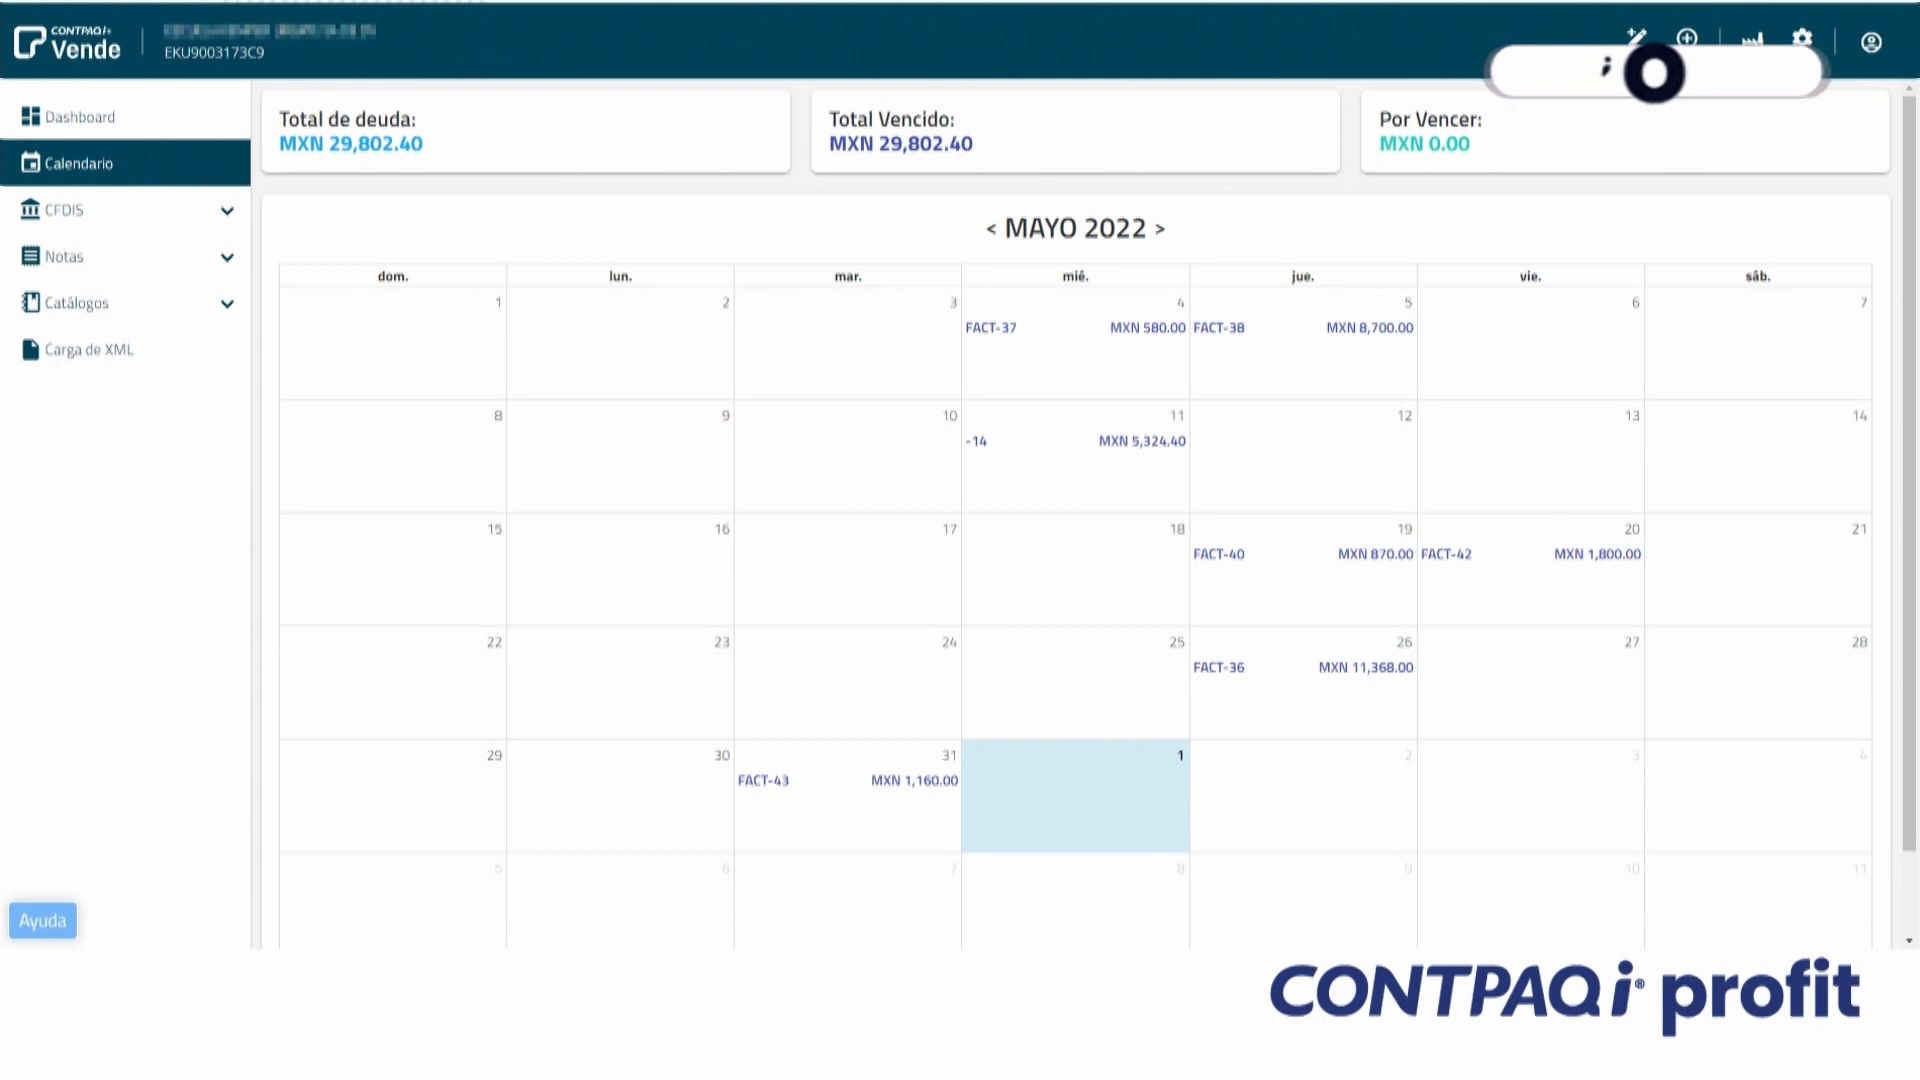 CONTPAQi®
Vende
EKU9003173C9
Dashboard
Calendario
CFDIS
Notas
Catálogos
Carga de XML
Ayuda
Total de deuda:
MXN 29,802.40
Total Vencido:
MXN 29,802.40
Por Vencer:
MXN 0.00
< MAYO 2022 >
dom. lun. mar. mié. jue. vie. sáb.
1 2 3 4 5 6 7
FACT-37 MXN 580.00 FACT-38 MXN 8,700.00
8 9 10 11 12 13 14
-14 MXN 5,324.40
15 16 17 18 19 20 21
FACT-40 MXN 870.00 FACT-42 MXN 1,800.00
22 23 24 25 26 27 28
FACT-36 MXN 11,368.00
29 30 31 1 2 3 4
FACT-43 MXN 1,160.00
5 6 7 8 9 10 11
CONTPAQi® profit